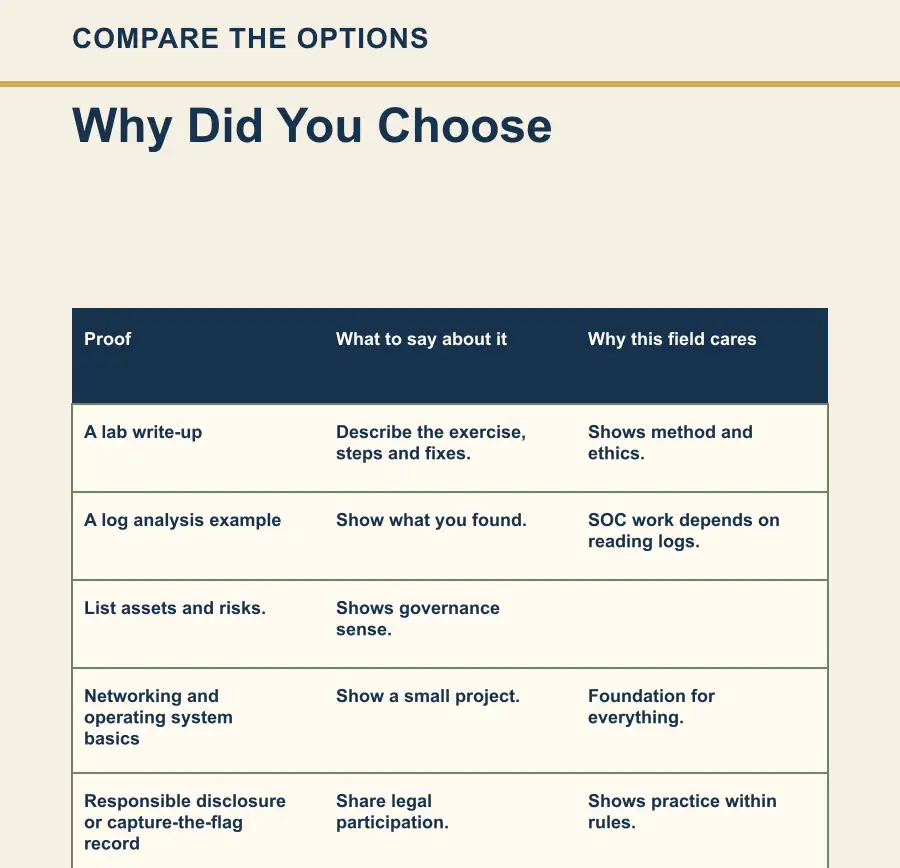 COMPARE THE OPTIONS
Why Did You Choose
Proof
What to say about it
Why this field cares
A lab write-up
Describe the exercise,
steps and fixes.
Shows method and
ethics.
A log analysis example
Show what you found.
SOC work depends on
reading logs.
List assets and risks.
Shows governance
sense.
Networking and
operating system
basics
Show a small project.
Foundation for
everything.
Responsible disclosure
or capture-the-flag
record
Share legal
participation.
Shows practice within
rules.